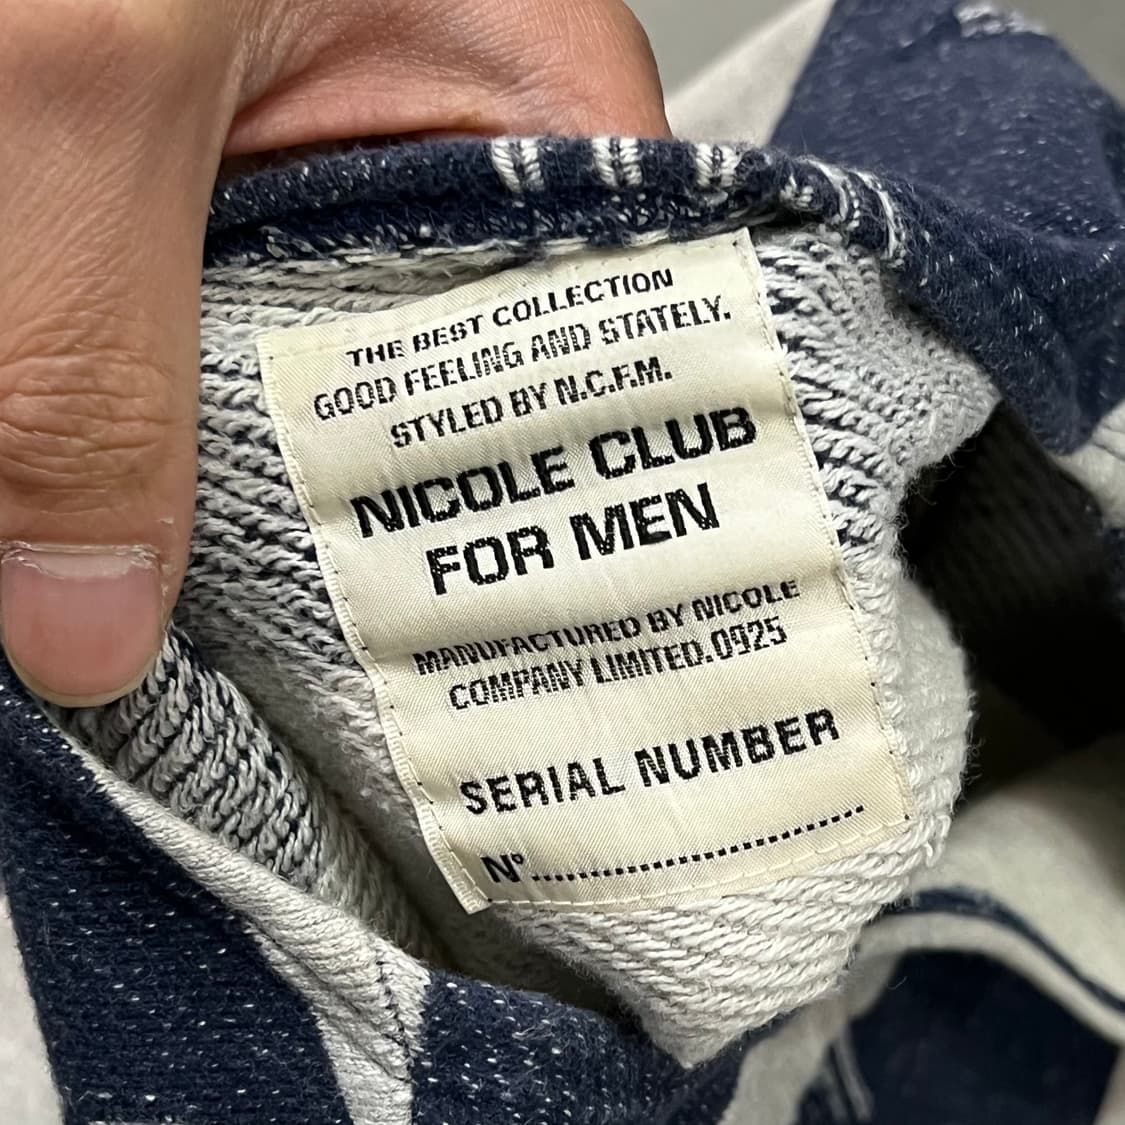 THE BEST COLLECTION
GOOD FEELING AND STATELY.
STYLED BY N.C.F.M.
NICOLE CLUB
FOR MEN
MANUFACTURED BY NICOLE
COMPANY LIMITED.0925
SERIAL NUMBER
N°..............................